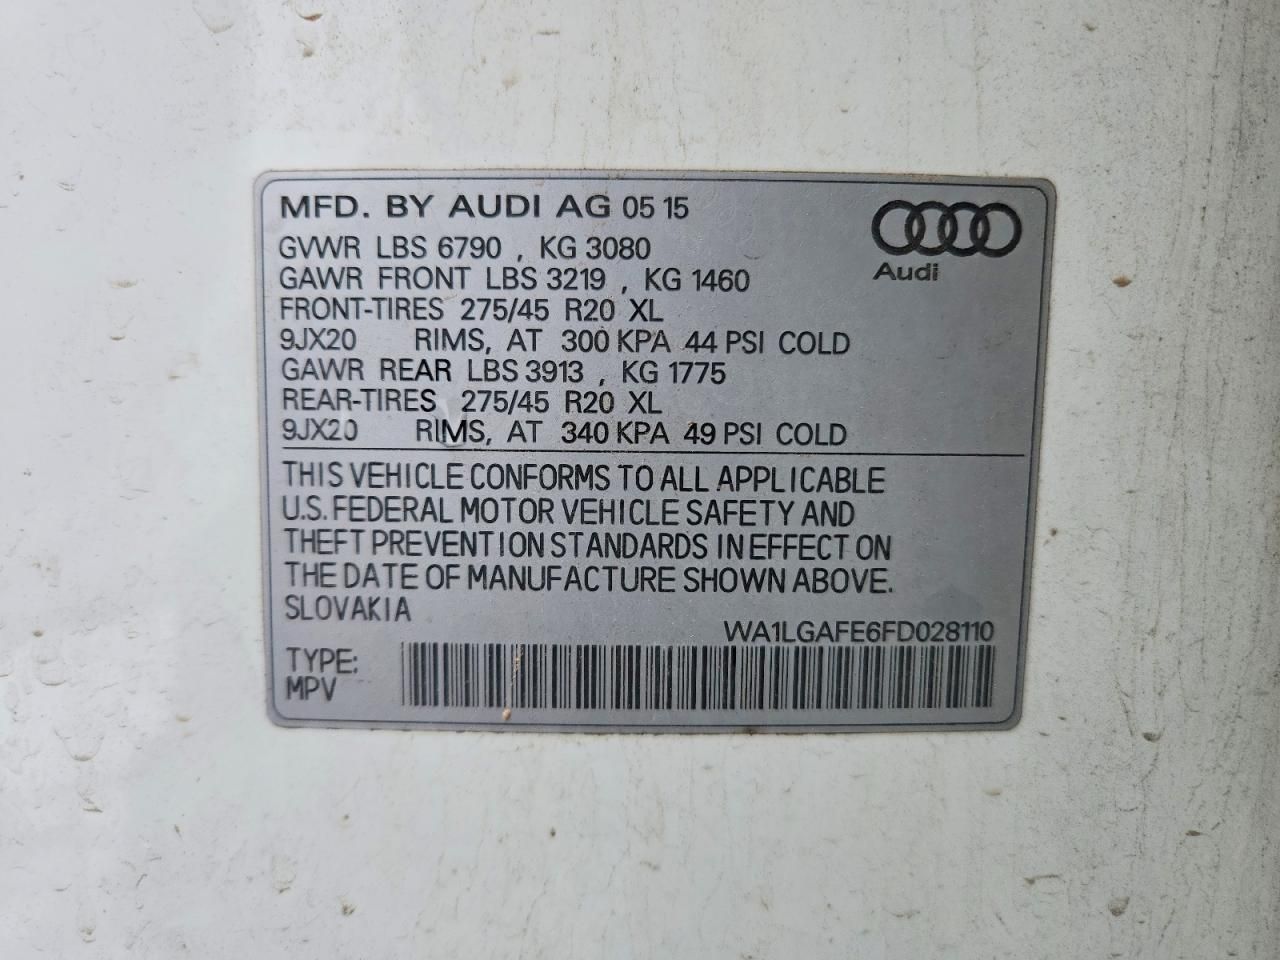 MFD. BY AUDI AG 05 15
GVWR LBS 6790 , KG 3080
GAWR FRONT LBS 3219 , KG 1460
FRONT-TIRES 275/45 R20 XL
9JX20 RIMS, AT 300 KPA 44 PSI COLD
GAWR REAR LBS 3913 , KG 1775
REAR-TIRES 275/45 R20 XL
9JX20 RIMS, AT 340 KPA 49 PSI COLD
Audi
THIS VEHICLE CONFORMS TO ALL APPLICABLE
U.S. FEDERAL MOTOR VEHICLE SAFETY AND
THEFT PREVENTION STANDARDS IN EFFECT ON
THE DATE OF MANUFACTURE SHOWN ABOVE.
SLOVAKIA
WA1LGAFE6FD028110
TYPE:
MPV